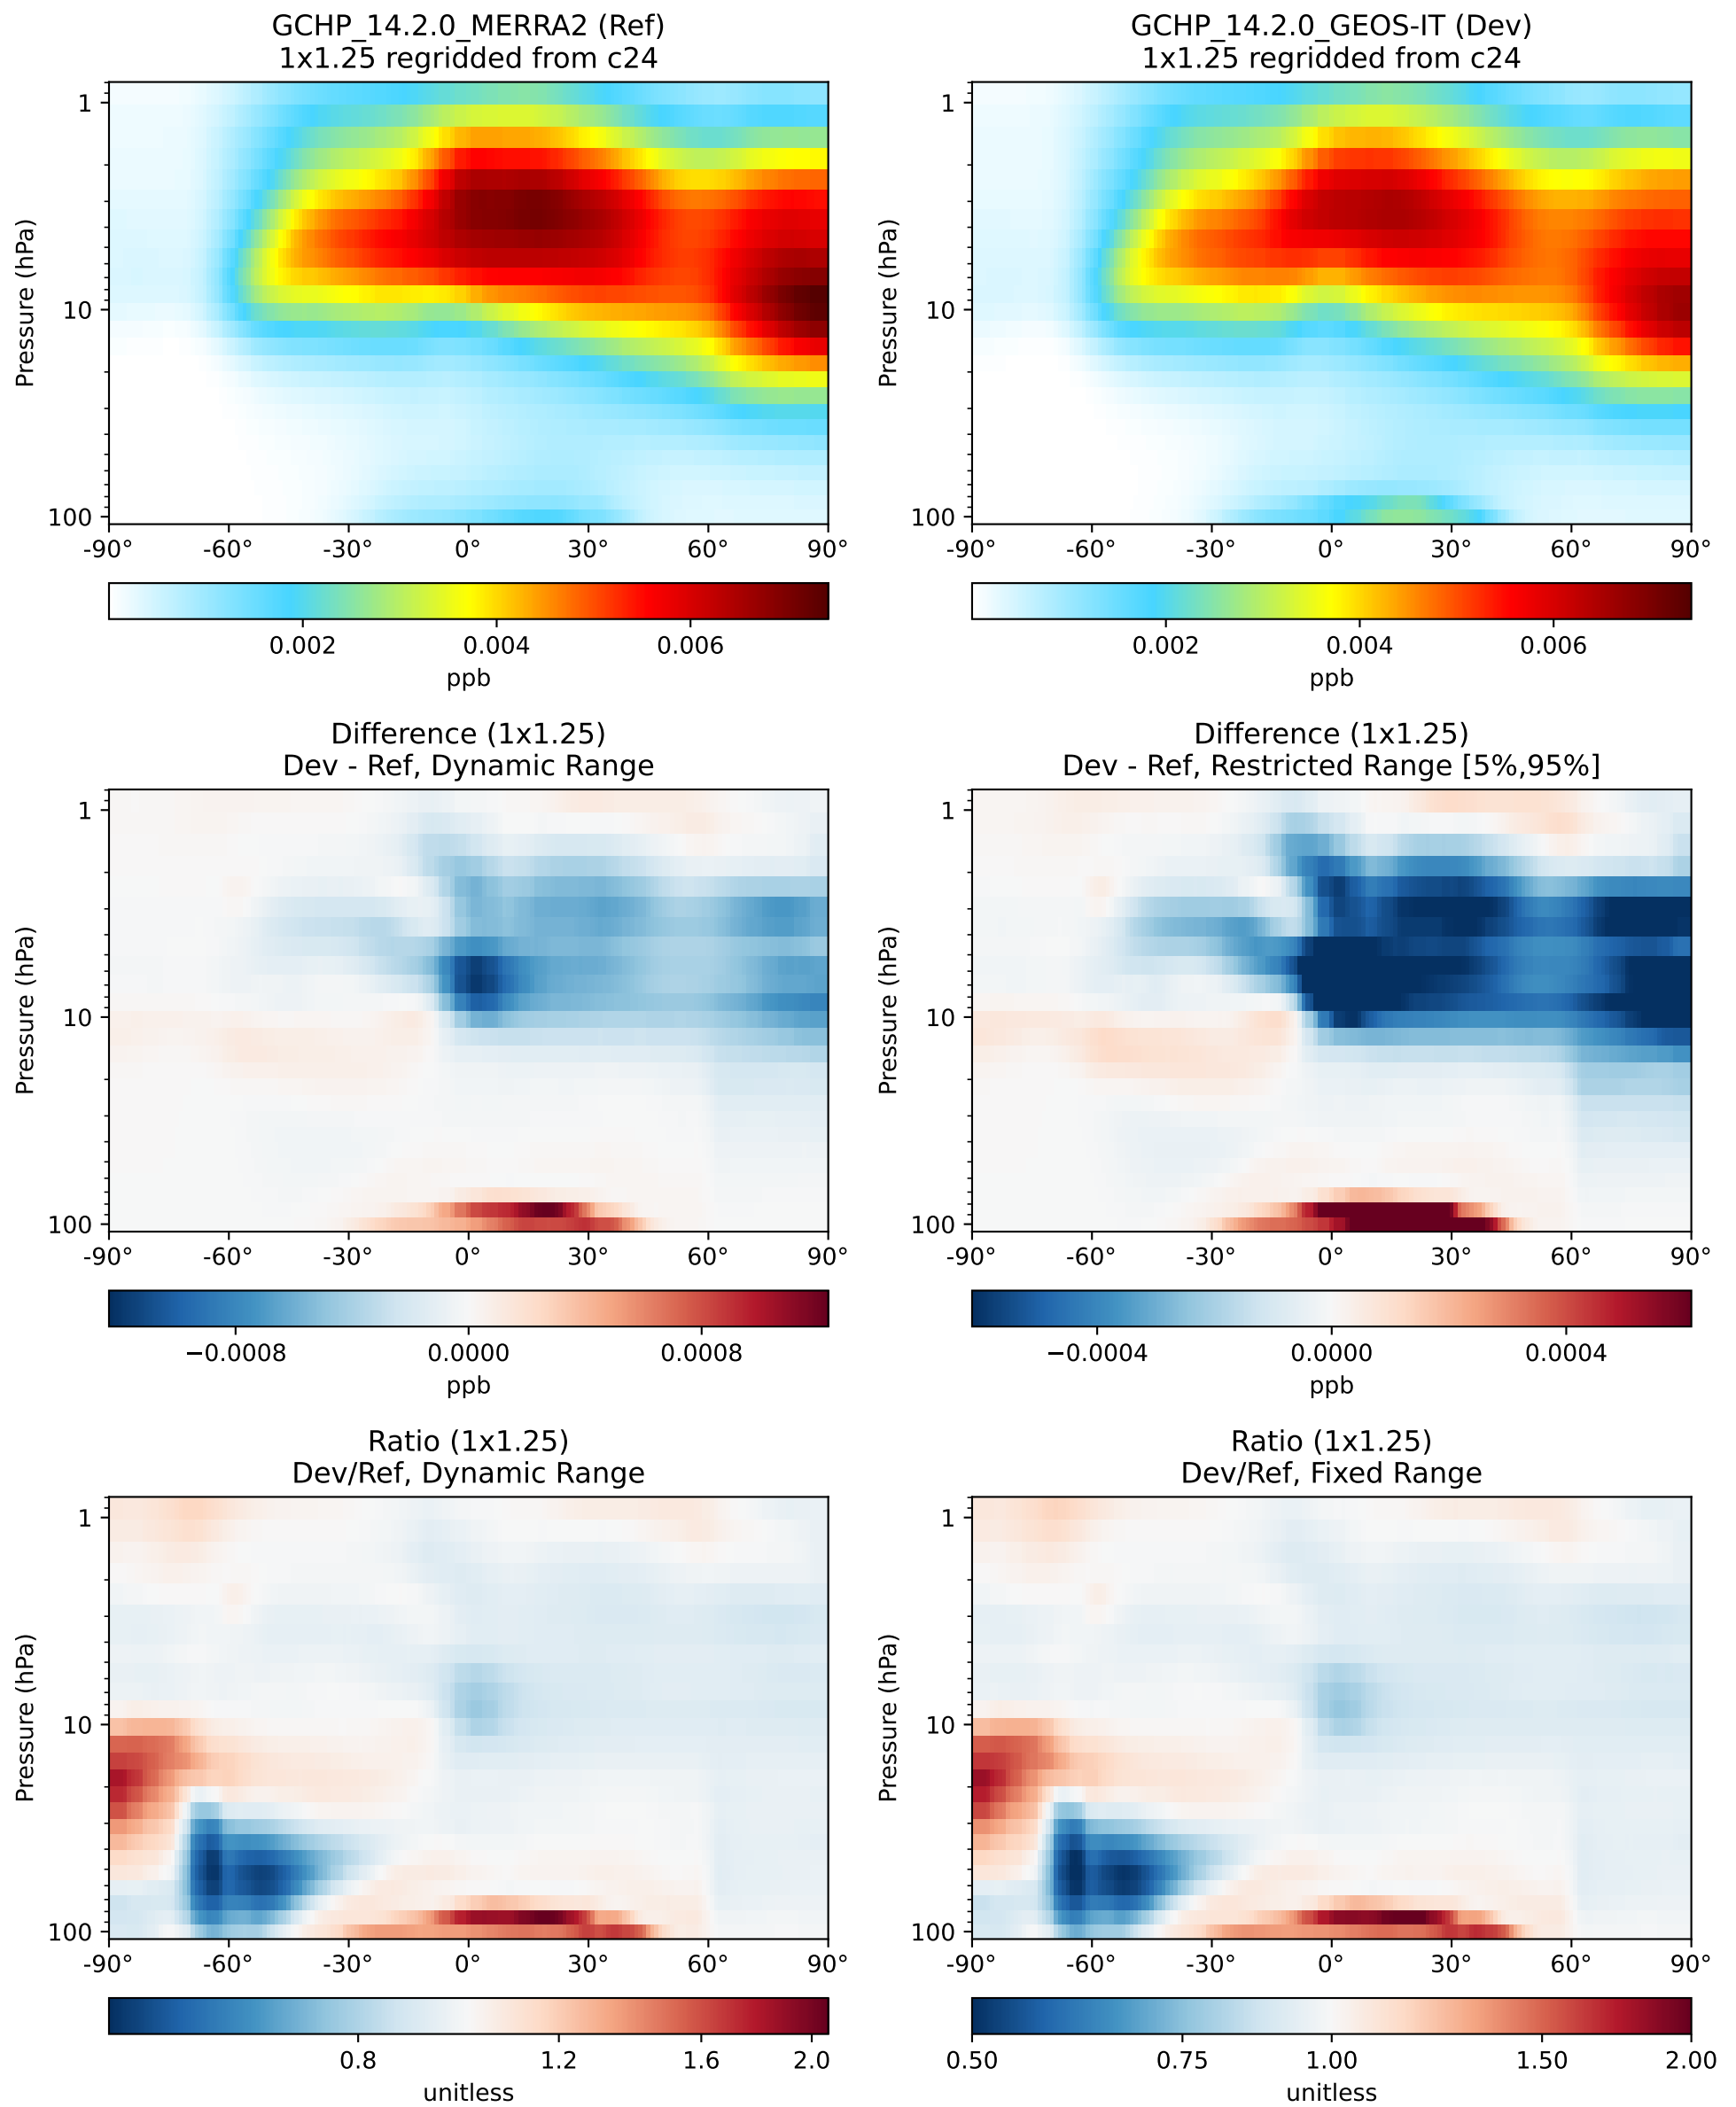 GCHP_14.2.0_MERRA2 (Ref)
1x1.25 regridded from c24
Pressure (hPa)
1
10
100
-90° -60° -30° 0° 30° 60° 90°
0.002 0.004 0.006
ppb
GCHP_14.2.0_GEOS-IT (Dev)
1x1.25 regridded from c24
Pressure (hPa)
1
10
100
-90° -60° -30° 0° 30° 60° 90°
0.002 0.004 0.006
ppb
Difference (1x1.25)
Dev - Ref, Dynamic Range
Pressure (hPa)
1
10
100
-90° -60° -30° 0° 30° 60° 90°
−0.0008 0.0000 0.0008
ppb
Difference (1x1.25)
Dev - Ref, Restricted Range [5%,95%]
Pressure (hPa)
1
10
100
-90° -60° -30° 0° 30° 60° 90°
−0.0004 0.0000 0.0004
ppb
Ratio (1x1.25)
Dev/Ref, Dynamic Range
Pressure (hPa)
1
10
100
-90° -60° -30° 0° 30° 60° 90°
0.8 1.2 1.6 2.0
unitless
Ratio (1x1.25)
Dev/Ref, Fixed Range
Pressure (hPa)
1
10
100
-90° -60° -30° 0° 30° 60° 90°
0.50 0.75 1.00 1.50 2.00
unitless